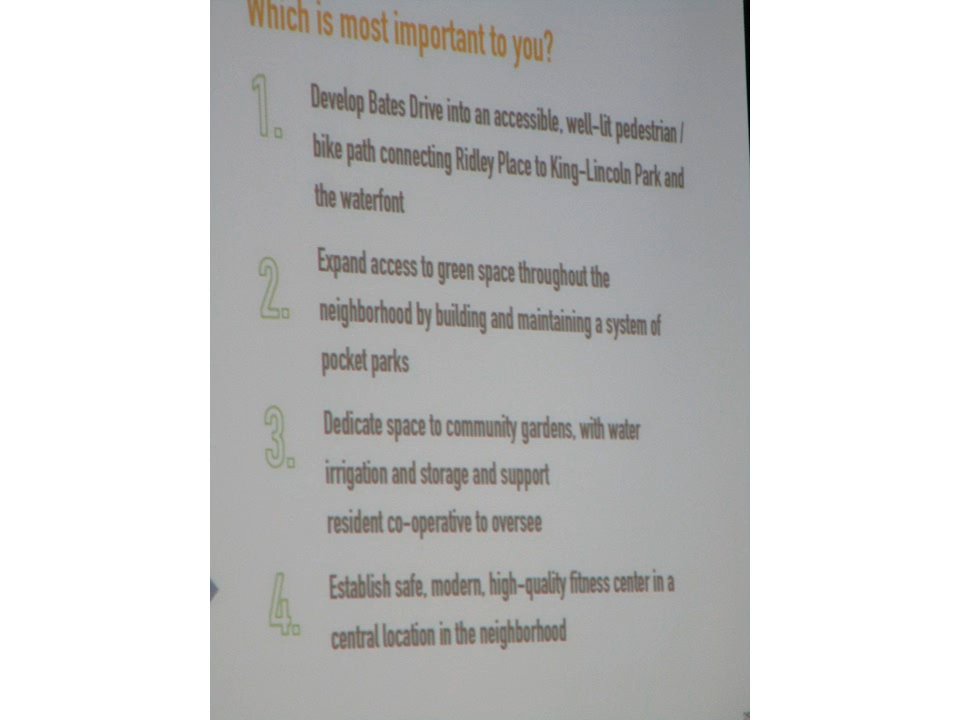 Which is most important to you?
1. Develop Bates Drive into an accessible, well-lit pedestrian /
bike path connecting Ridley Place to King-Lincoln Park and
the waterfont
2. Expand access to green space throughout the
neighborhood by building and maintaining a system of
pocket parks
3. Dedicate space to community gardens, with water
irrigation and storage and support
resident co-operative to oversee
4. Establish safe, modern, high-quality fitness center in a
central location in the neighborhood